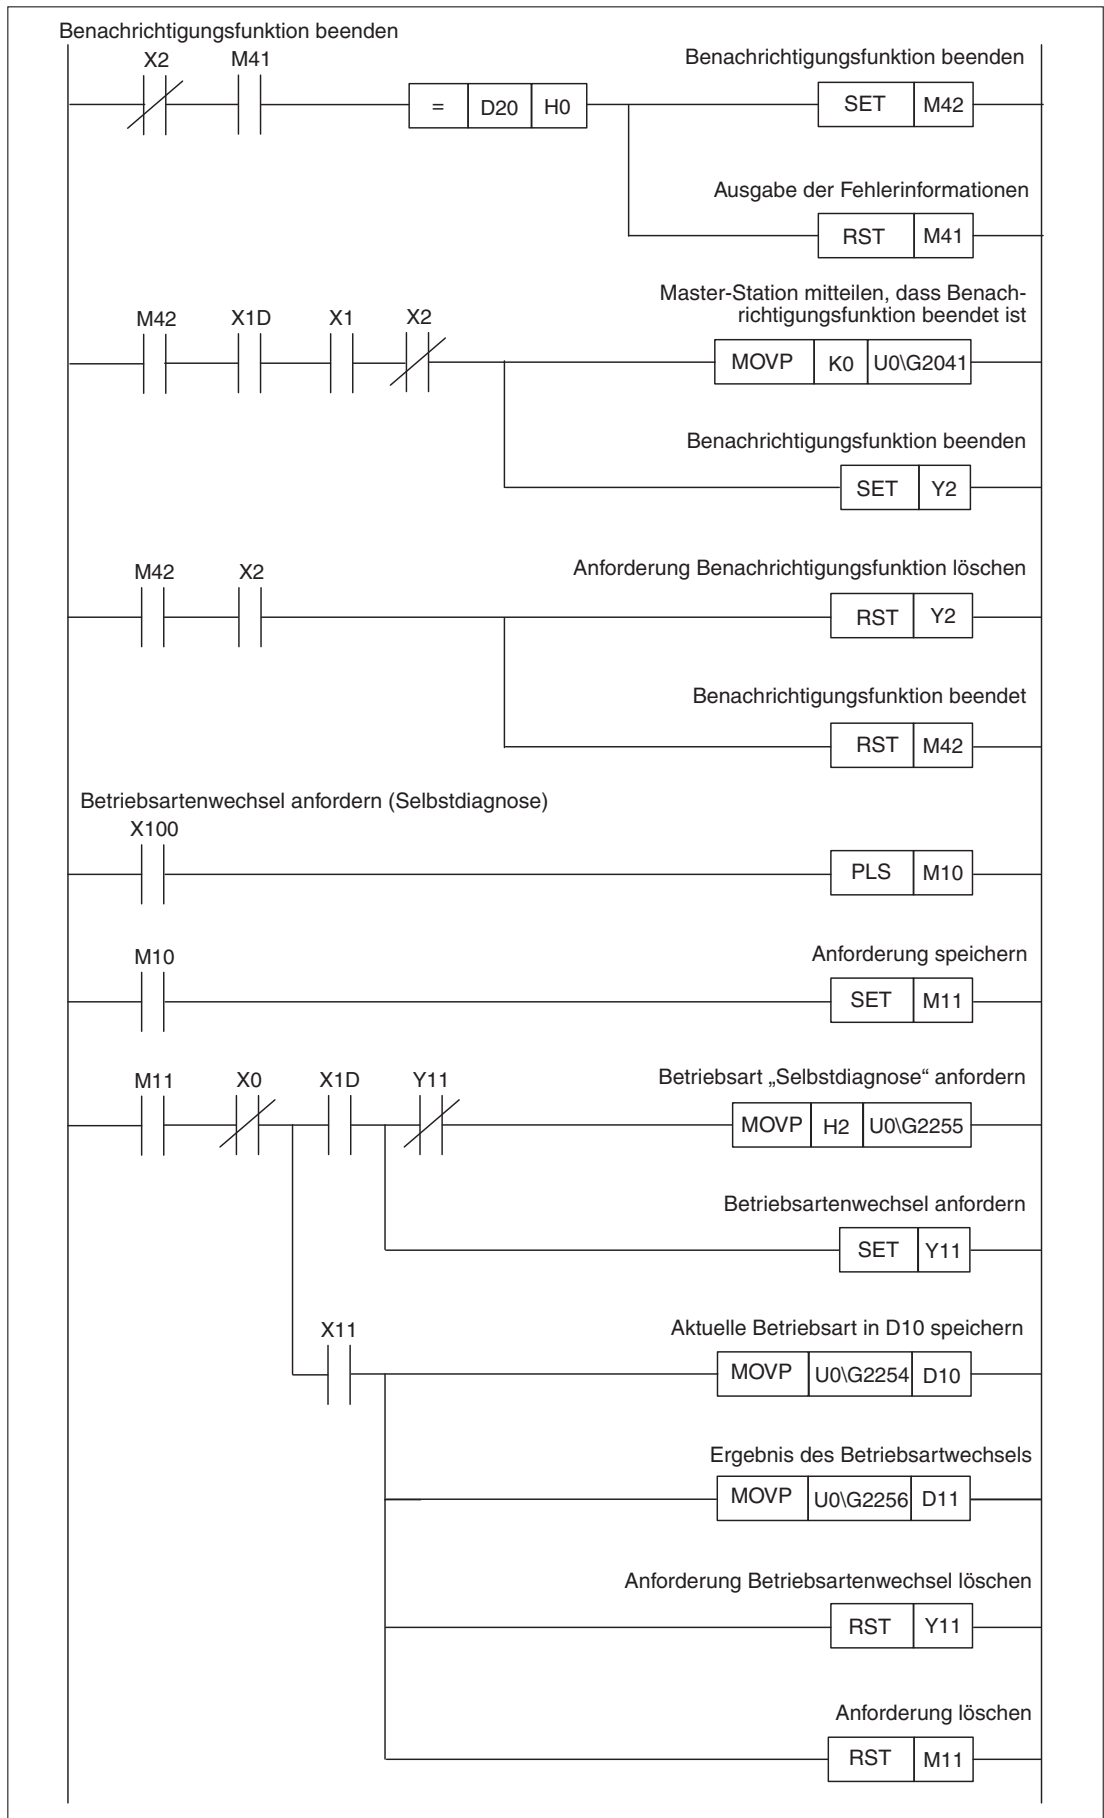 Benachrichtigungsfunktion beenden
X2 M41 Benachrichtigungsfunktion beenden
= D20 H0 SET M42
Ausgabe der Fehlerinformationen
RST M41
Master-Station mitteilen, dass Benach-
richtigungsfunktion beendet ist
M42 X1D X1 X2
MOVP K0 U0\G2041
Benachrichtigungsfunktion beenden
SET Y2
M42 X2 Anforderung Benachrichtigungsfunktion löschen
RST Y2
Benachrichtigungsfunktion beendet
RST M42
Betriebsartenwechsel anfordern (Selbstdiagnose)
X100
PLS M10
M10 Anforderung speichern
SET M11
M11 X0 X1D Y11 Betriebsart „Selbstdiagnose“ anfordern
MOVP H2 U0\G2255
Betriebsartenwechsel anfordern
SET Y11
X11 Aktuelle Betriebsart in D10 speichern
MOVP U0\G2254 D10
Ergebnis des Betriebsartwechsels
MOVP U0\G2256 D11
Anforderung Betriebsartenwechsel löschen
RST Y11
Anforderung löschen
RST M11